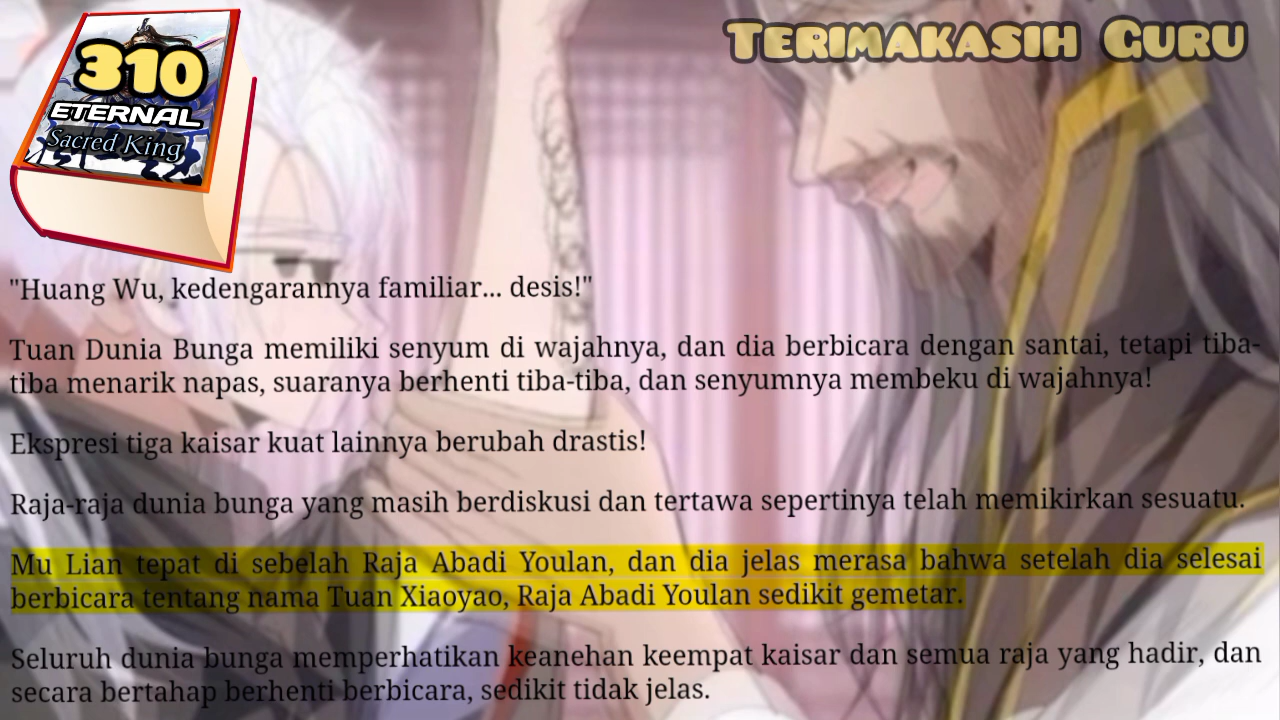 310
ETERNAL
Sacred King
TERIMAKASIH GURU
"Huang Wu, kedengarannya familiar... desis!"
Tuan Dunia Bunga memiliki senyum di wajahnya, dan dia berbicara dengan santai, tetapi tiba-
tiba menarik napas, suaranya berhenti tiba-tiba, dan senyumnya membeku di wajahnya!
Ekspresi tiga kaisar kuat lainnya berubah drastis!
Raja-raja dunia bunga yang masih berdiskusi dan tertawa sepertinya telah memikirkan sesuatu.
Mu Lian tepat di sebelah Raja Abadi Youlan, dan dia jelas merasa bahwa setelah dia selesai
berbicara tentang nama Tuan Xiaoyao, Raja Abadi Youlan sedikit gemetar.
Seluruh dunia bunga memperhatikan keanehan keempat kaisar dan semua raja yang hadir, dan
secara bertahap berhenti berbicara, sedikit tidak jelas.